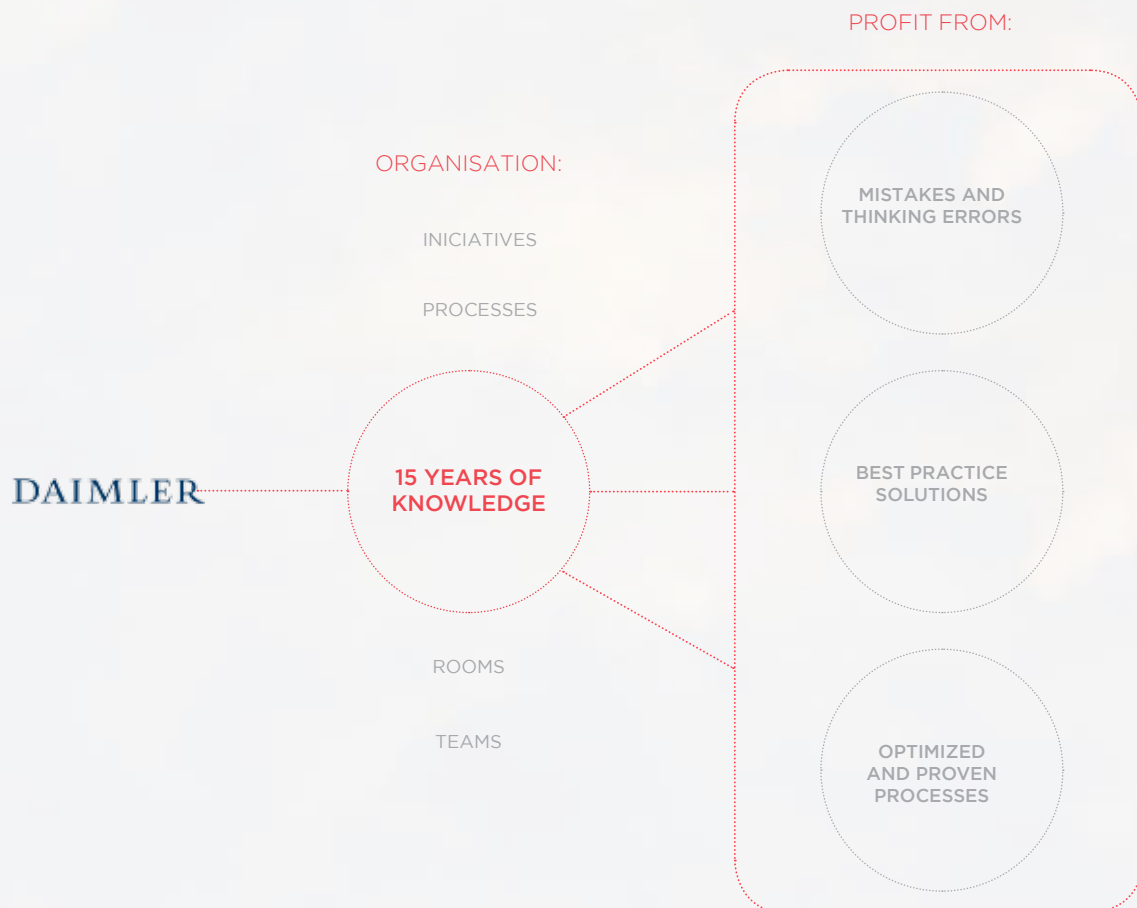 PROFIT FROM:
ORGANISATION:
INICIATIVES
PROCESSES
DAIMLER
15 YEARS OF
KNOWLEDGE
ROOMS
TEAMS
MISTAKES AND
THINKING ERRORS
BEST PRACTICE
SOLUTIONS
OPTIMIZED
AND PROVEN
PROCESSES